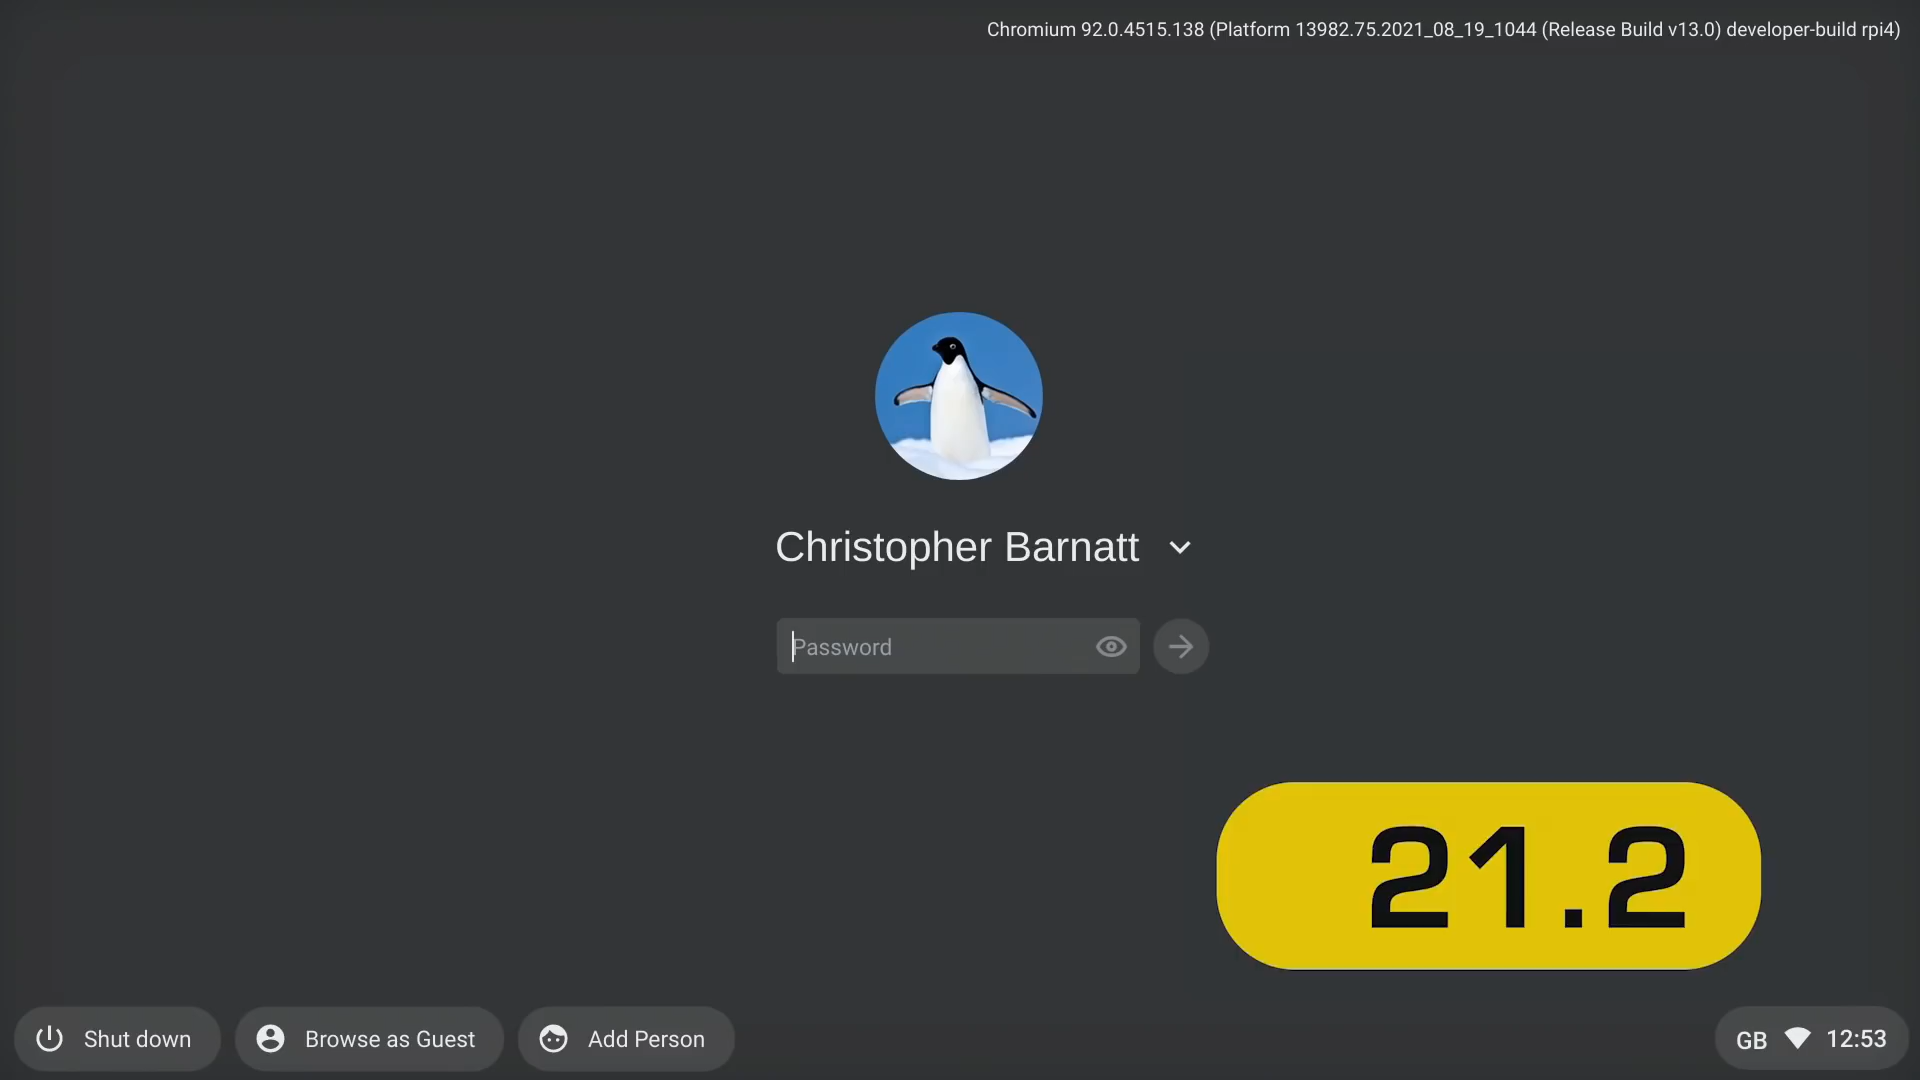 Chromium 92.0.4515.138 (Platform 13982.75.2021_08_19_1044 (Release Build v13.0) developer-build rpi4)
Christopher Barnatt
Password
21.2
Shut down
Browse as Guest
Add Person
GB 12:53